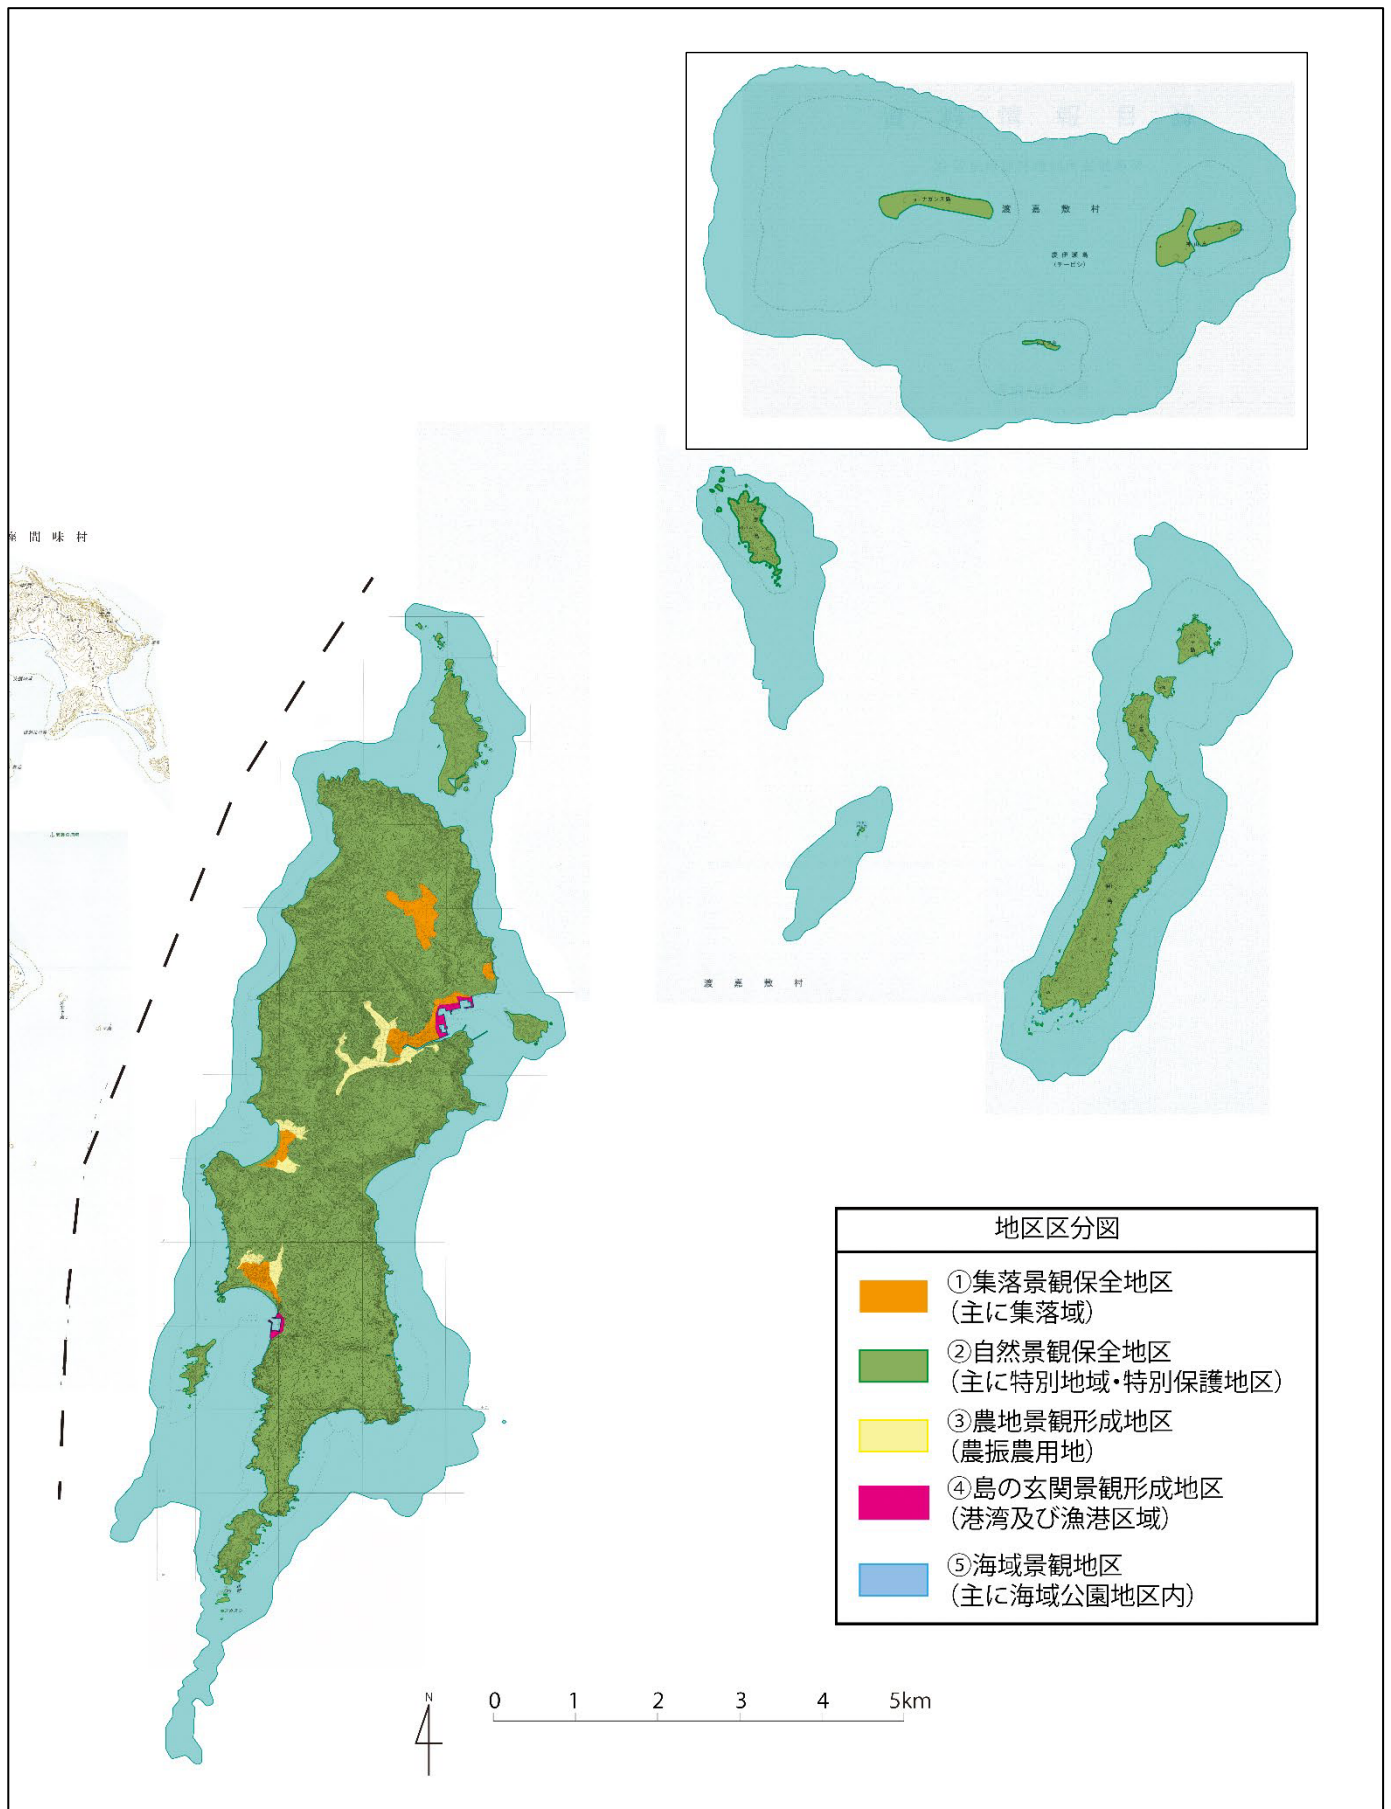 渡嘉敷村
渡嘉敷村
座間味村
地区区分図
①集落景観保全地区
(主に集落域)
②自然景観保全地区
(主に特別地域・特別保護地区)
③農地景観形成地区
(農振農用地)
④島の玄関景観形成地区
(港湾及び漁港区域)
⑤海域景観地区
(主に海域公園地区内)
N
0 1 2 3 4 5km